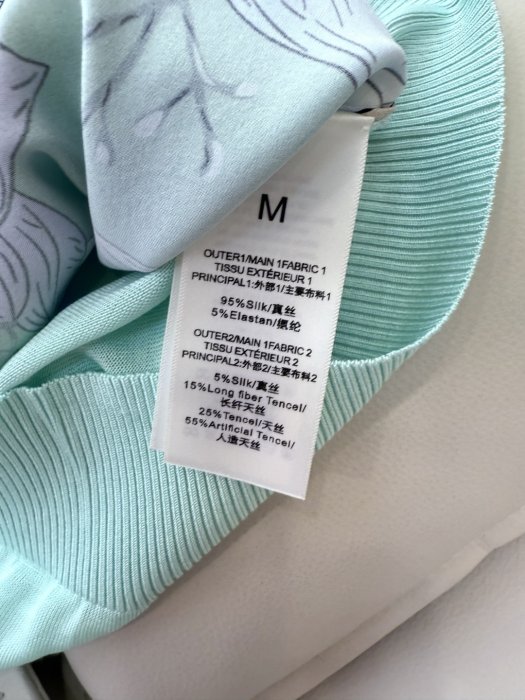 M
OUTER1/MAIN 1FABRIC 1
TISSU EXTÉRIEUR 1
PRINCIPAL1:外部1/主要布料1
95%Silk/真丝
5%Elastan/氨纶
OUTER2/MAIN 1FABRIC 2
TISSU EXTÉRIEUR 2
PRINCIPAL2:外部2/主要布料2
5%Silk/真丝
15%Long fiber Tencel/
长纤天丝
25%Tencel/天丝
55%Artificial Tencel/
人造天丝